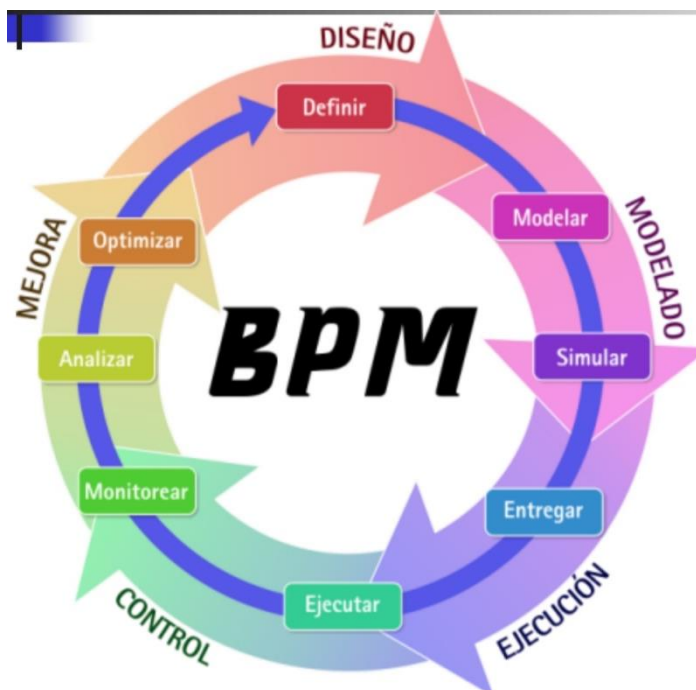 DISEÑO
Definir
Modelar
MODELADO
Simular
Entregar
EJECUCIÓN
Ejecutar
CONTROL
Monitorear
Analizar
MEJORA
Optimizar
BPM